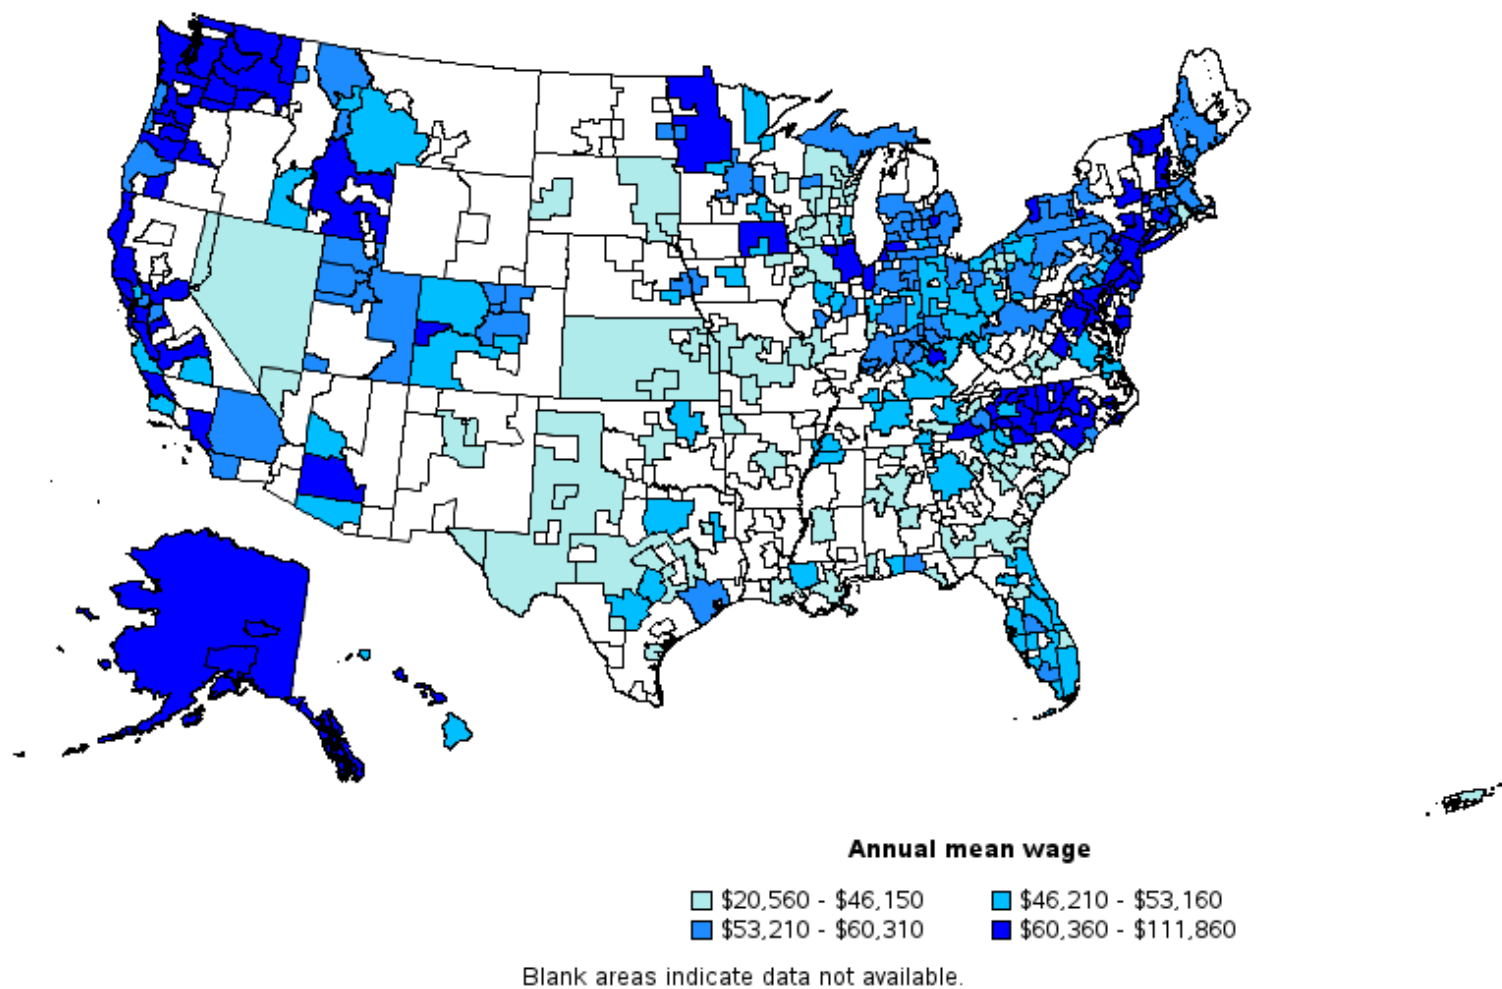 Annual mean wage
$20,560 - $46,150 $46,210 - $53,160
$53,210 - $60,310 $60,360 - $111,860
Blank areas indicate data not available.